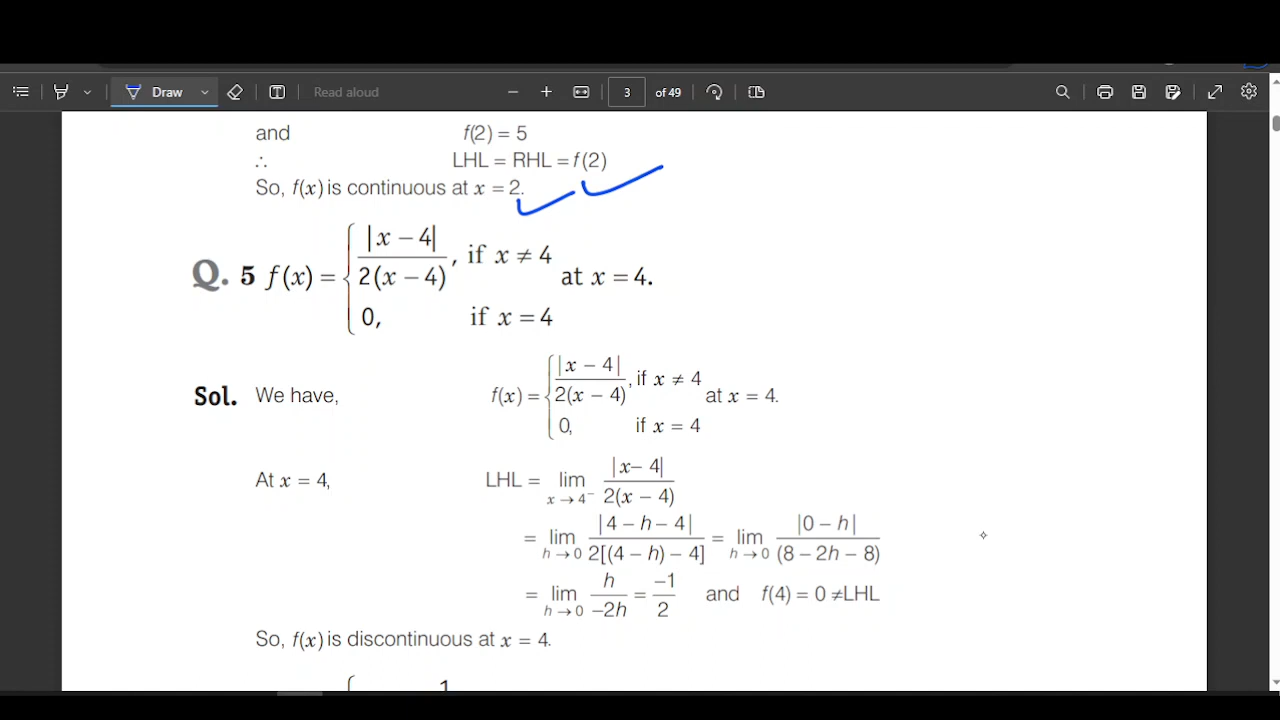 Draw
Read aloud
3 of 49
and f(2) = 5
∴ LHL = RHL = f(2)
So, f(x) is continuous at x = 2.
Q. 5 f(x) = { |x − 4| / 2(x − 4), if x ≠ 4
0, if x = 4 at x = 4.
Sol. We have, f(x) = { |x − 4| / 2(x − 4), if x ≠ 4
0, if x = 4 at x = 4.
At x = 4, LHL = lim x→4⁻ |x− 4| / 2(x − 4)
= lim h→0 |4 − h − 4| / 2[(4 − h) − 4] = lim h→0 |0 − h| / (8 − 2h − 8)
= lim h→0 h / −2h = −1 / 2 and f(4) = 0 ≠LHL
So, f(x) is discontinuous at x = 4.
1